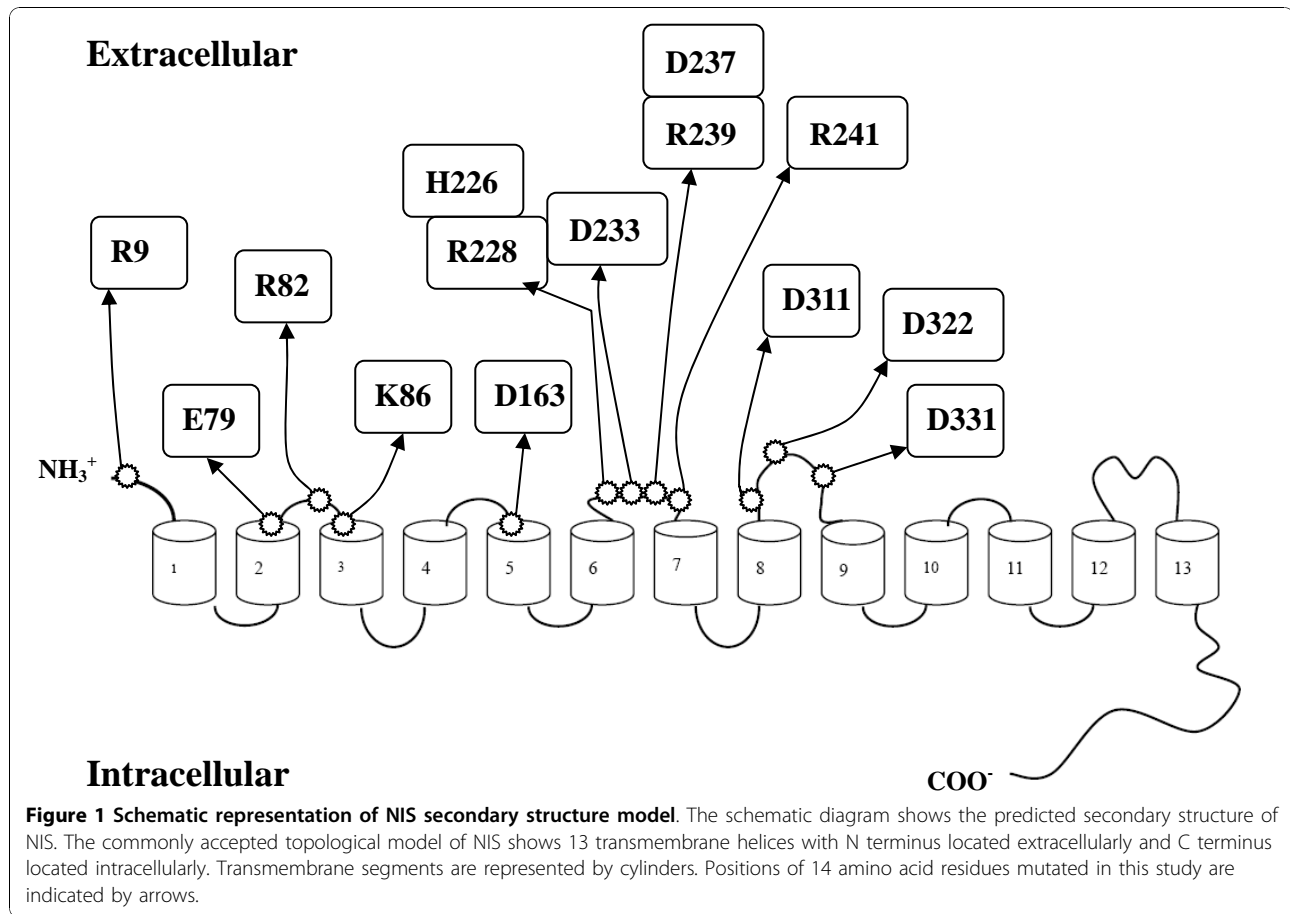 Extracellular
D237
R239
R241
H226
R228
D233
R9
R82
D311
D322
E79
K86
D163
D331
NH₃⁺
1
2
3
4
5
6
7
8
9
10
11
12
13
Intracellular
COO⁻
Figure 1 Schematic representation of NIS secondary structure model. The schematic diagram shows the predicted secondary structure of
NIS. The commonly accepted topological model of NIS shows 13 transmembrane helices with N terminus located extracellularly and C terminus
located intracellularly. Transmembrane segments are represented by cylinders. Positions of 14 amino acid residues mutated in this study are
indicated by arrows.